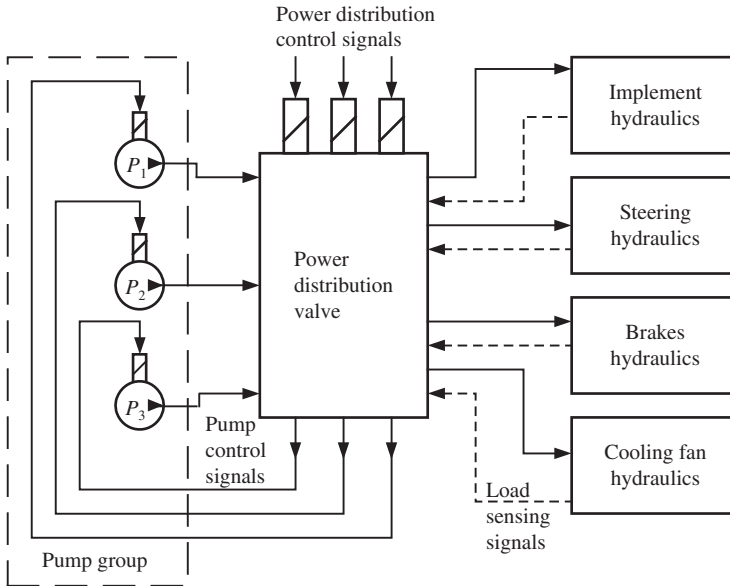 Power distribution
control signals
Implement
hydraulics
P1
Steering
hydraulics
P2
Power
distribution
valve
Brakes
hydraulics
P3
Pump
control
signals
Cooling fan
hydraulics
Load
sensing
signals
Pump group